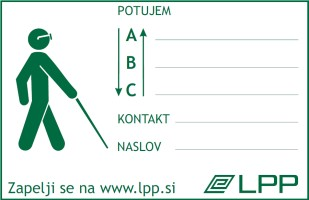 POTUJEM
A
B
C
KONTAKT
NASLOV
Zapelji se na www.lpp.si
LPP